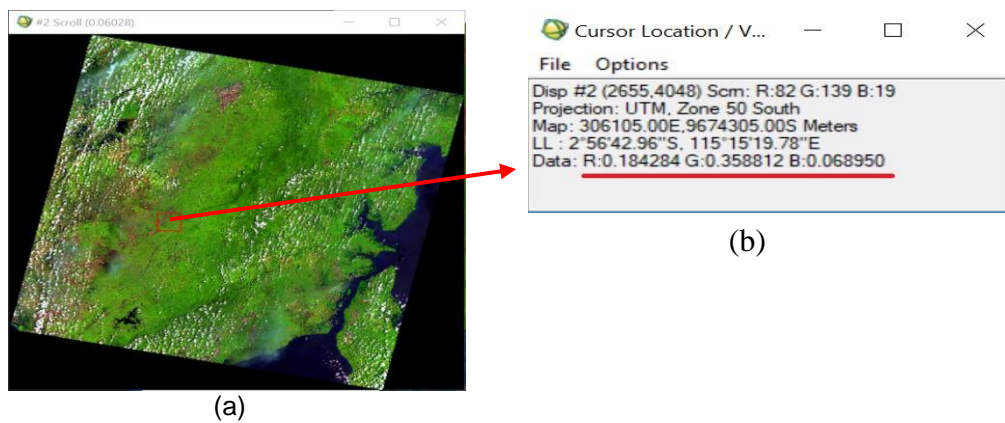 #2 Scroll (0.06028)
(a)
Cursor Location / V...
File Options
Disp #2 (2655,4048) Scrn: R:82 G:139 B:19
Projection: UTM, Zone 50 South
Map: 306105.00E,9674305.00S Meters
LL : 2°56'42.96"S, 115°15'19.78"E
Data: R:0.184284 G:0.358812 B:0.068950
(b)